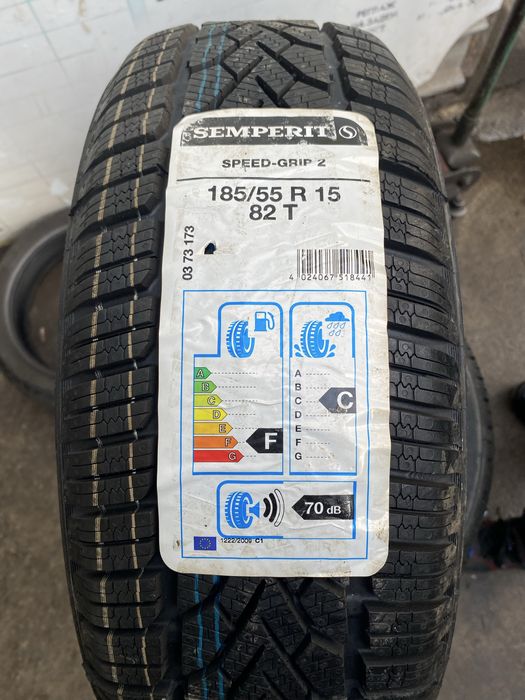 SEMPERIT
SPEED-GRIP 2
185/55 R 15
82 T
03 73 173
4 024067 518441
A
B
C
D
E
F
G
F
A
B
C
D
E
F
G
C
70 dB
1222/2009 C1